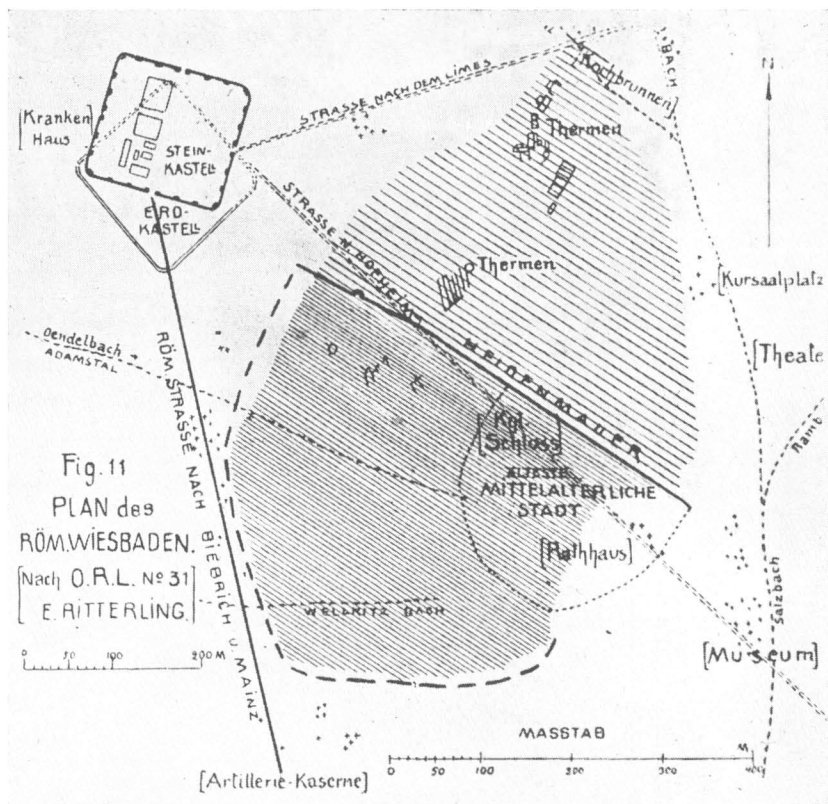 BACH
[Kochbrunnen]
N
STRASSE NACH DEM LIMES
[Kranken
Haus]
Thermen
STEIN-
KASTELL
ERD-
KASTELL
STRASSE N. HOFHEIM
Thermen
[Kursaalplatz
HEIDENMAUER
Dendelbach
ADAMSTAL
[Theate
Ramb
RÖM. STRASSE NACH BIEBRICH U. MAINZ
[Kgl.
Schloss]
ÄLTESTE
MITTELALTERLICHE
STADT
[Rathhaus]
Fig. 11
PLAN des
RÖM. WIESBADEN.
[Nach O.R.L. No 31
E. RITTERLING.]
WELLRITZ BACH
Salzbach
[Museum]
0 50 100 200 M
MASSTAB
M
0 50 100 200 300 400
[Artillerie-Kaserne]